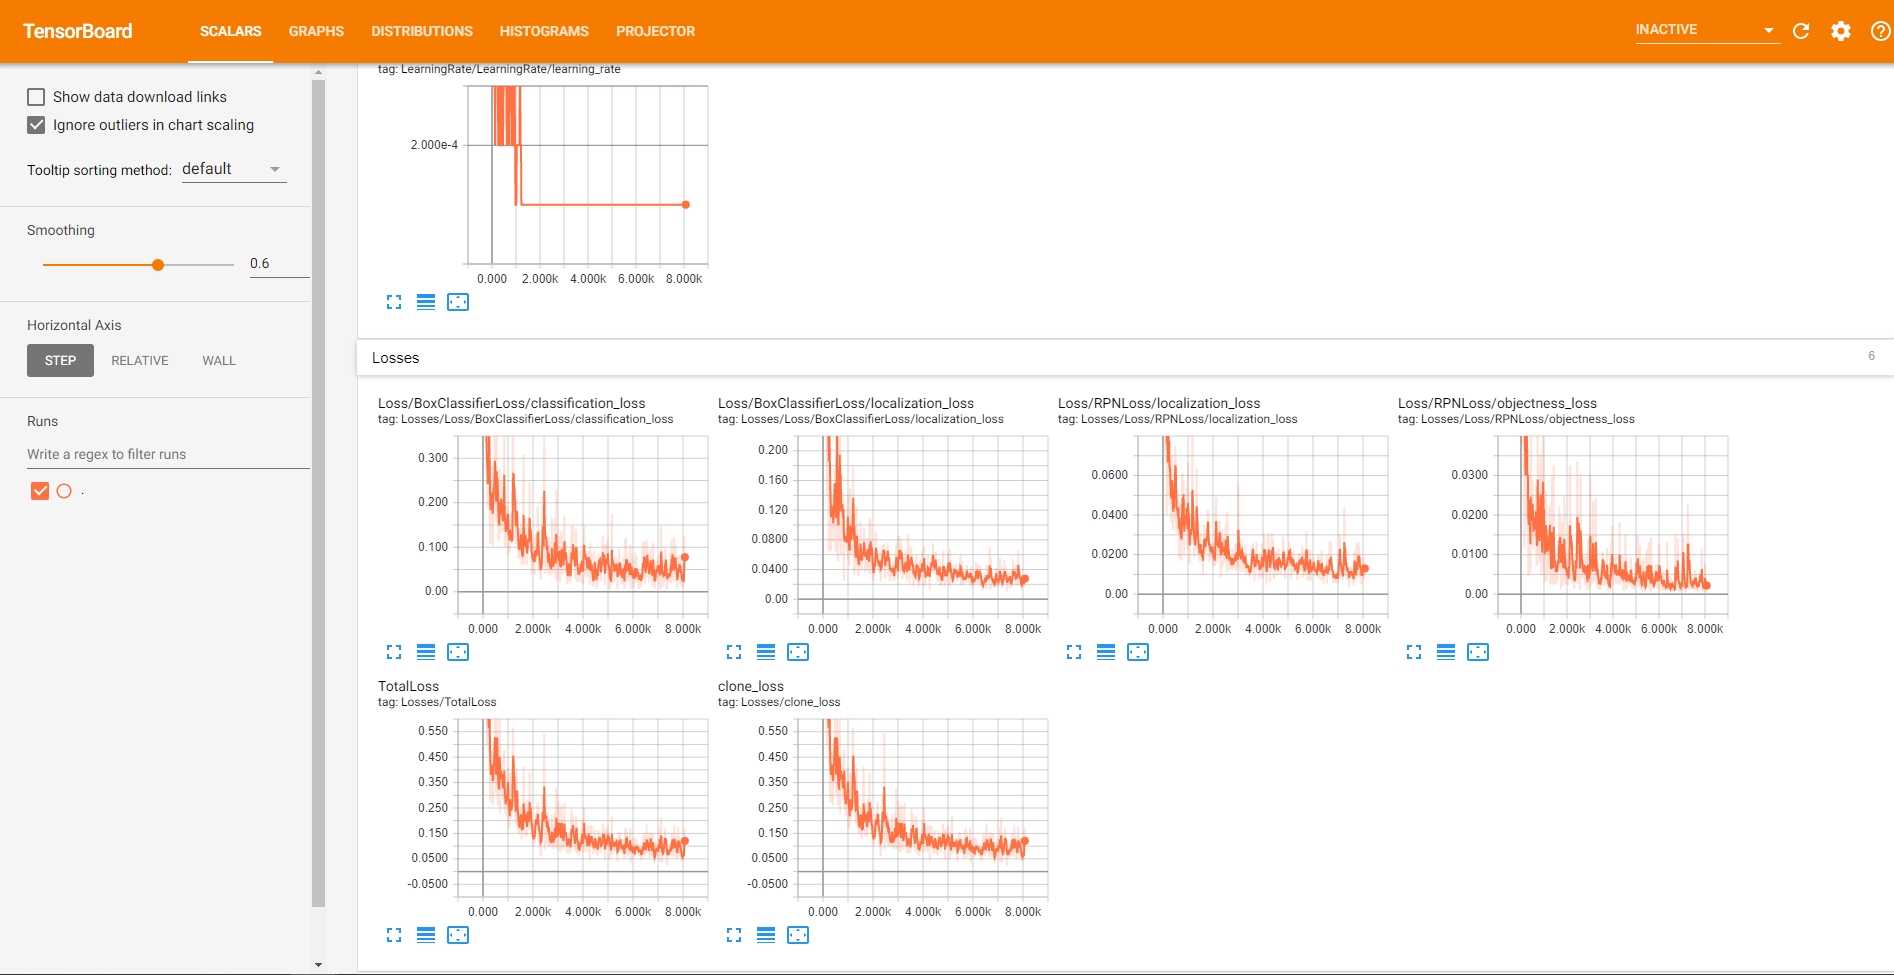 TensorBoard
SCALARS GRAPHS DISTRIBUTIONS HISTOGRAMS PROJECTOR
INACTIVE
Show data download links
Ignore outliers in chart scaling
Tooltip sorting method: default
Smoothing
0.6
Horizontal Axis
STEP RELATIVE WALL
Runs
Write a regex to filter runs
.
tag: LearningRate/LearningRate/learning_rate
2.000e-4
0.000 2.000k 4.000k 6.000k 8.000k
Losses
6
Loss/BoxClassifierLoss/classification_loss
tag: Losses/Loss/BoxClassifierLoss/classification_loss
0.300
0.200
0.100
0.00
0.000 2.000k 4.000k 6.000k 8.000k
Loss/BoxClassifierLoss/localization_loss
tag: Losses/Loss/BoxClassifierLoss/localization_loss
0.200
0.160
0.120
0.0800
0.0400
0.00
0.000 2.000k 4.000k 6.000k 8.000k
Loss/RPNLoss/localization_loss
tag: Losses/Loss/RPNLoss/localization_loss
0.0600
0.0400
0.0200
0.00
0.000 2.000k 4.000k 6.000k 8.000k
Loss/RPNLoss/objectness_loss
tag: Losses/Loss/RPNLoss/objectness_loss
0.0300
0.0200
0.0100
0.00
0.000 2.000k 4.000k 6.000k 8.000k
TotalLoss
tag: Losses/TotalLoss
0.550
0.450
0.350
0.250
0.150
0.0500
-0.0500
0.000 2.000k 4.000k 6.000k 8.000k
clone_loss
tag: Losses/clone_loss
0.550
0.450
0.350
0.250
0.150
0.0500
-0.0500
0.000 2.000k 4.000k 6.000k 8.000k